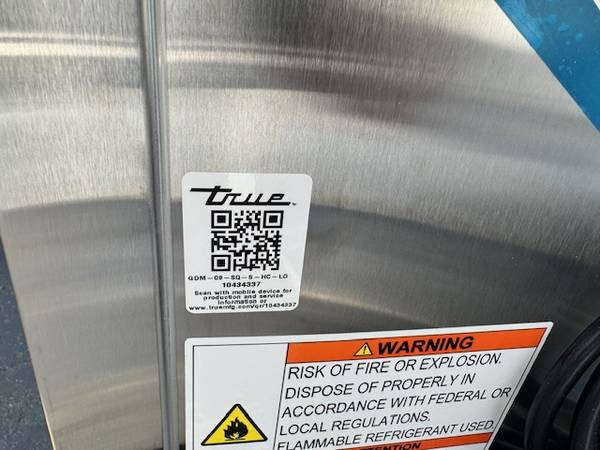 true
GDM-09-SQ-S-HC-LD
10434337
Scan with mobile device for
production and service
information or
www.truemfg.com/qr/10434337
WARNING
RISK OF FIRE OR EXPLOSION.
DISPOSE OF PROPERLY IN
ACCORDANCE WITH FEDERAL OR
LOCAL REGULATIONS.
FLAMMABLE REFRIGERANT USED.
ATTENTION